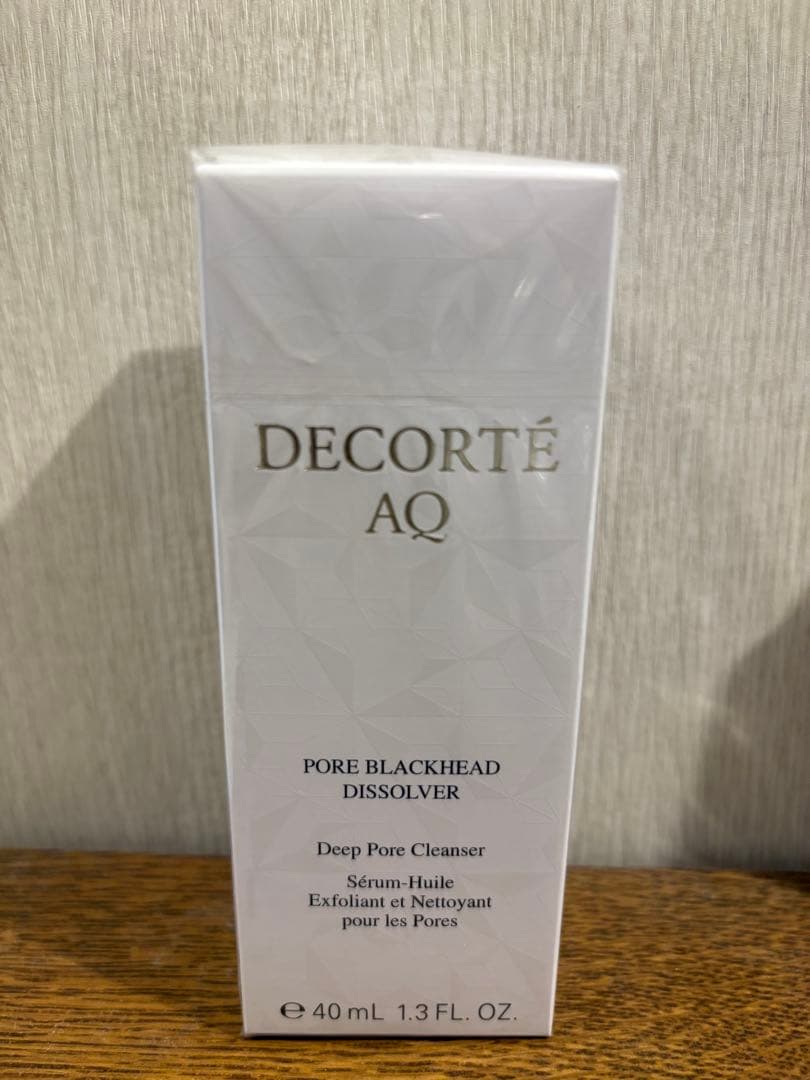 DECORTÉ
AQ
PORE BLACKHEAD
DISSOLVER
Deep Pore Cleanser
Sérum-Huile
Exfoliant et Nettoyant
pour les Pores
℮ 40 mL 1.3 FL. OZ.